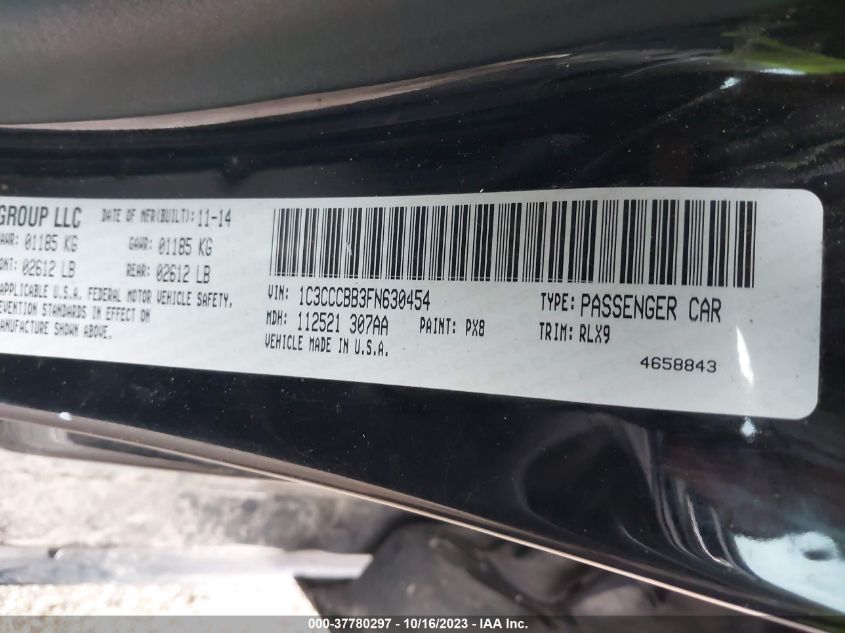 GROUP LLC DATE OF MFR(BUILT): 11-14
AWR: 01185 KG GAWR: 01185 KG
ONT: 02612 LB REAR: 02612 LB
APPLICABLE U.S.A. FEDERAL MOTOR VEHICLE SAFETY,
EVENTION STANDARDS IN EFFECT ON
MANUFACTURE SHOWN ABOVE.
VIN: 1C3CCCBB3FN630454 TYPE: PASSENGER CAR
MDH: 112521 307AA PAINT: PX8 TRIM: RLX9
VEHICLE MADE IN U.S.A.
4658843
000-37780297 - 10/16/2023 - IAA Inc.